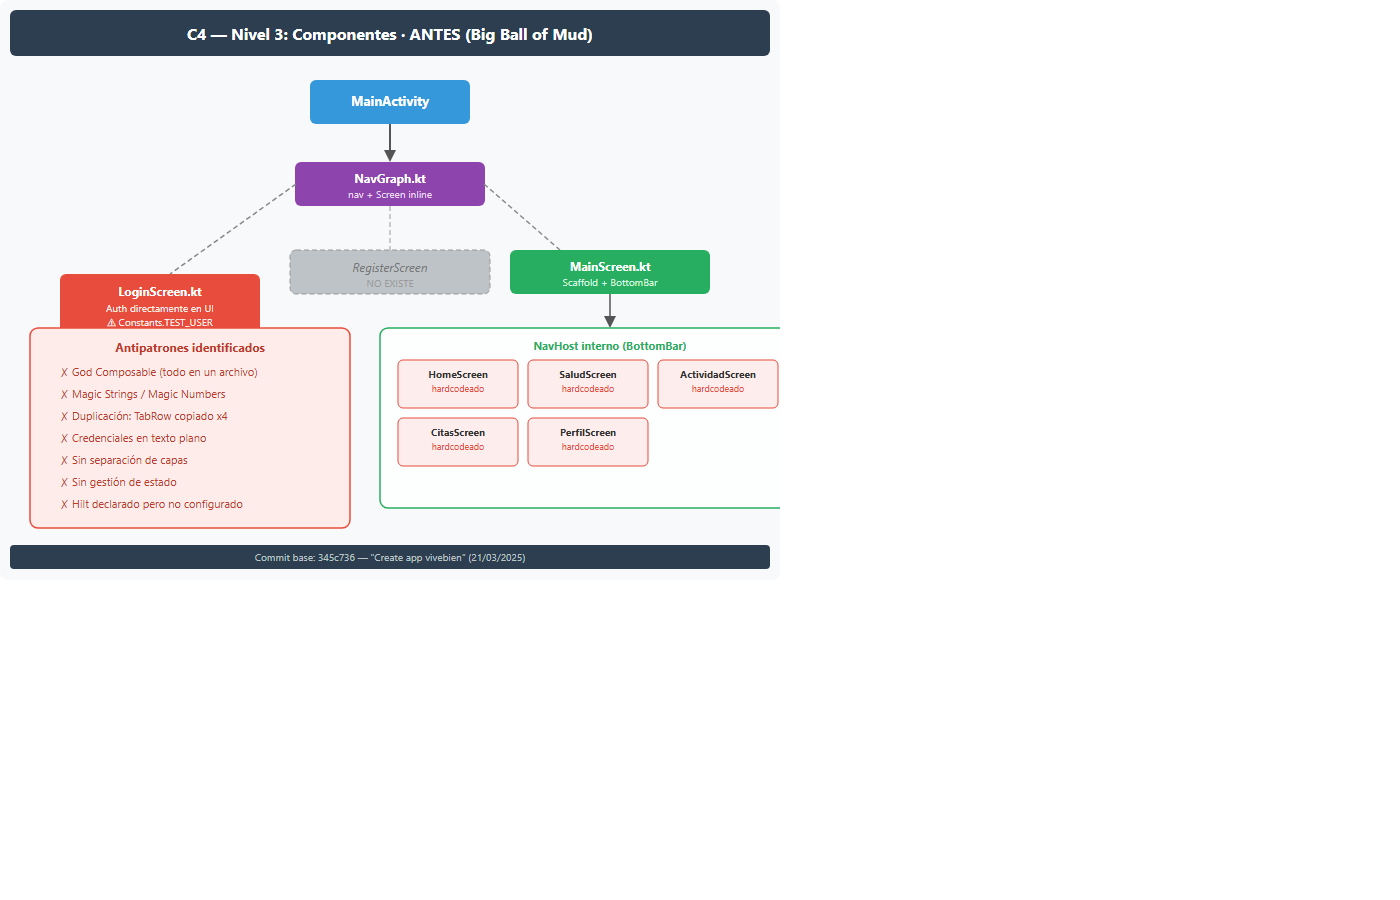 C4 — Nivel 3: Componentes · ANTES (Big Ball of Mud)
MainActivity
NavGraph.kt
nav + Screen inline
RegisterScreen
NO EXISTE
MainScreen.kt
Scaffold + BottomBar
LoginScreen.kt
Auth directamente en UI
⚠ Constants.TEST_USER
Antipatrones identificados
✗ God Composable (todo en un archivo)
✗ Magic Strings / Magic Numbers
✗ Duplicación: TabRow copiado x4
✗ Credenciales en texto plano
✗ Sin separación de capas
✗ Sin gestión de estado
✗ Hilt declarado pero no configurado
NavHost interno (BottomBar)
HomeScreen
hardcodeado
SaludScreen
hardcodeado
ActividadScreen
hardcodeado
CitasScreen
hardcodeado
PerfilScreen
hardcodeado
Commit base: 345c736 — "Create app vivebien" (21/03/2025)